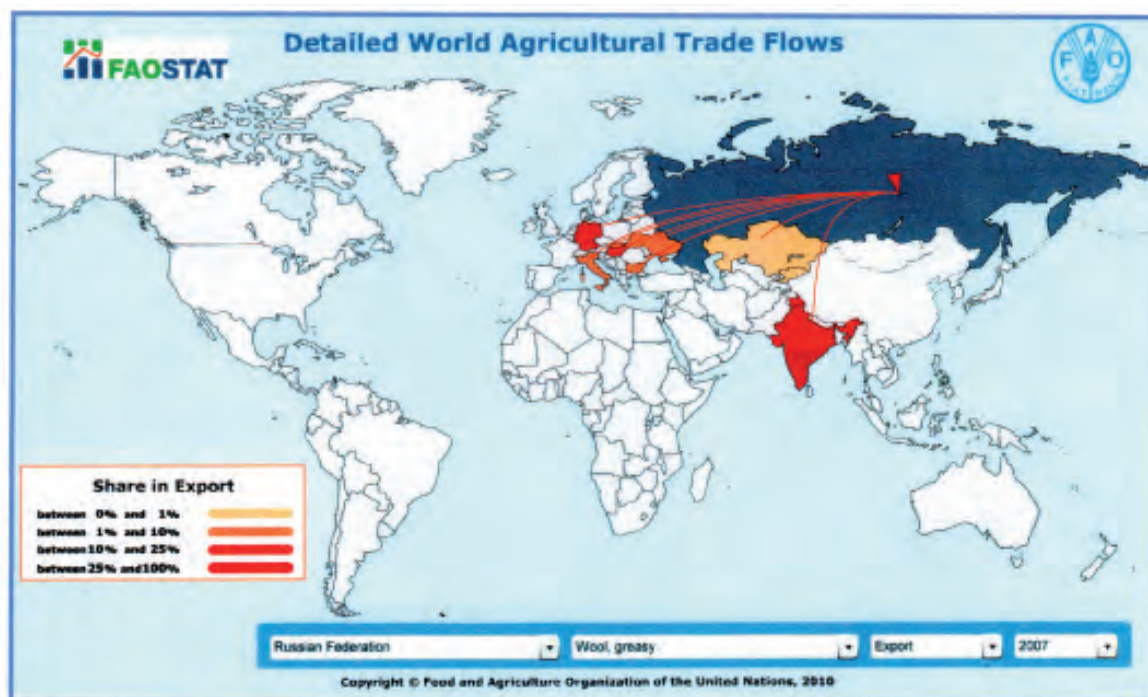 Detailed World Agricultural Trade Flows
FAOSTAT
F A O
Share in Export
between 0% and 1%
between 1% and 10%
between 10% and 25%
between 25% and100%
Russian Federation
Wool, greasy
Export
2007
Copyright © Food and Agriculture Organization of the United Nations, 2010